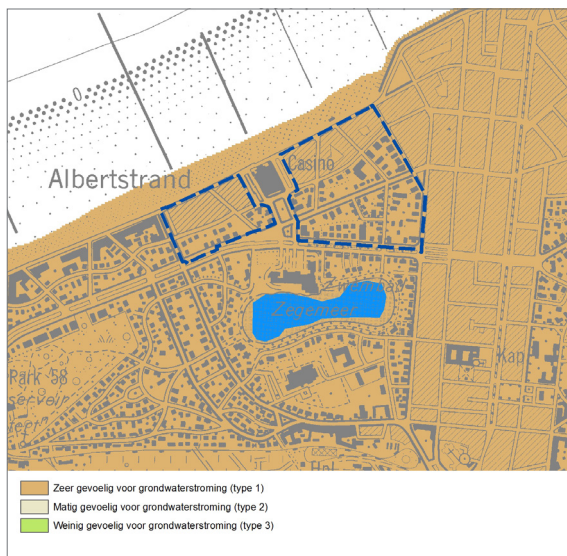 0
Albertstrand
Casino
Zegemeer
Kap
Park 58
Zeer gevoelig voor grondwaterstroming (type 1)
Matig gevoelig voor grondwaterstroming (type 2)
Weinig gevoelig voor grondwaterstroming (type 3)